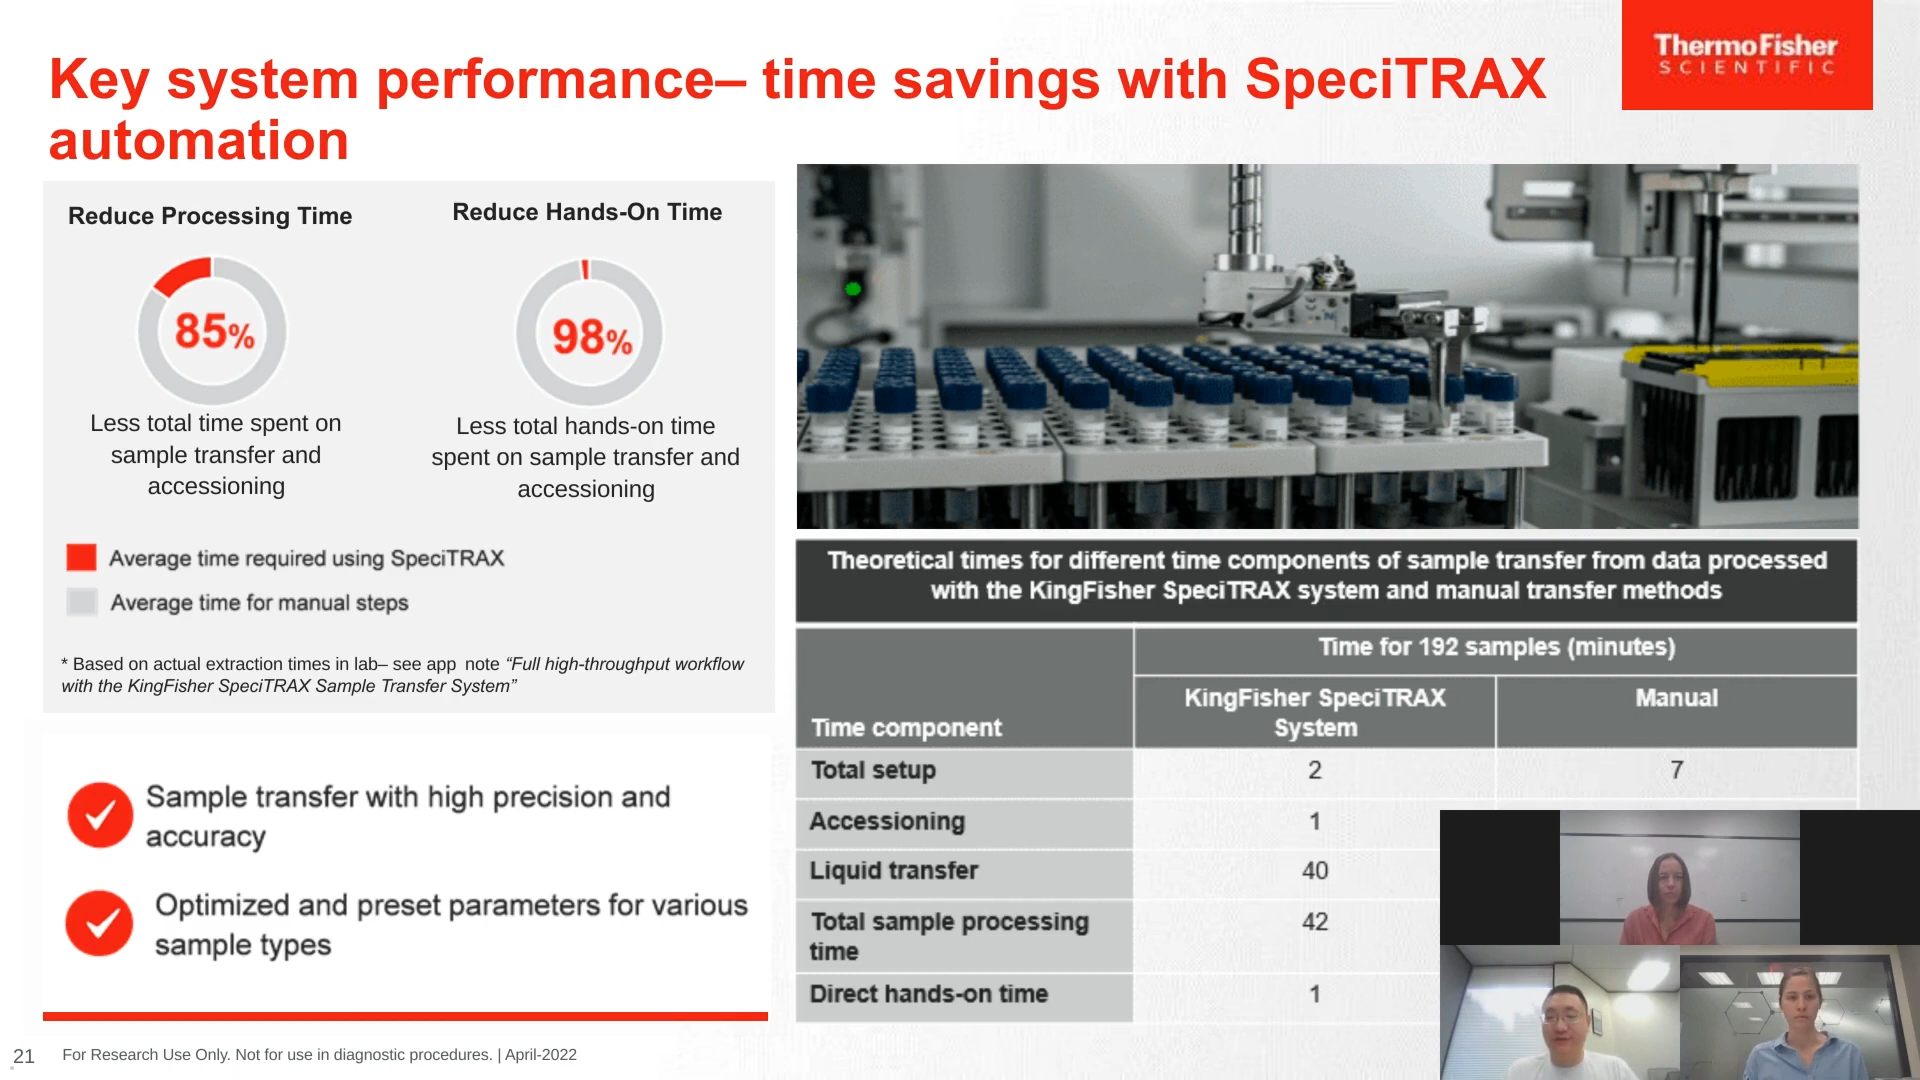 Key system performance– time savings with SpeciTRAX
automation
ThermoFisher
SCIENTIFIC
Reduce Processing Time
85%
Less total time spent on
sample transfer and
accessioning
Reduce Hands-On Time
98%
Less total hands-on time
spent on sample transfer and
accessioning
Average time required using SpeciTRAX
Average time for manual steps
* Based on actual extraction times in lab– see app note “Full high-throughput workflow
with the KingFisher SpeciTRAX Sample Transfer System”
Sample transfer with high precision and
accuracy
Optimized and preset parameters for various
sample types
Theoretical times for different time components of sample transfer from data processed
with the KingFisher SpeciTRAX system and manual transfer methods
Time component
Time for 192 samples (minutes)
KingFisher SpeciTRAX
System
Manual
Total setup 2 7
Accessioning 1
Liquid transfer 40
Total sample processing
time 42
Direct hands-on time 1
21 For Research Use Only. Not for use in diagnostic procedures. | April-2022